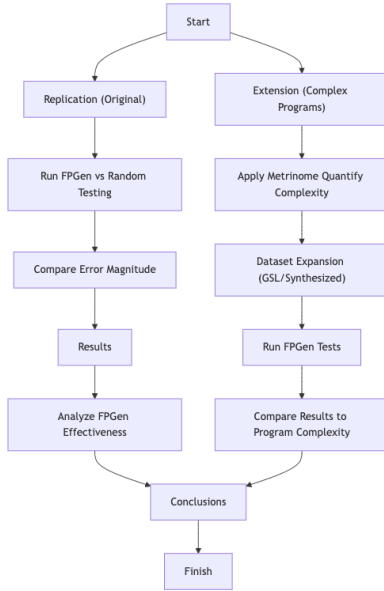 Start
Replication (Original)
Extension (Complex
Programs)
Run FPGen vs Random
Testing
Apply Metrinome Quantify
Complexity
Compare Error Magnitude
Dataset Expansion
(GSL/Synthesized)
Results
Run FPGen Tests
Analyze FPGen
Effectiveness
Compare Results to
Program Complexity
Conclusions
Finish